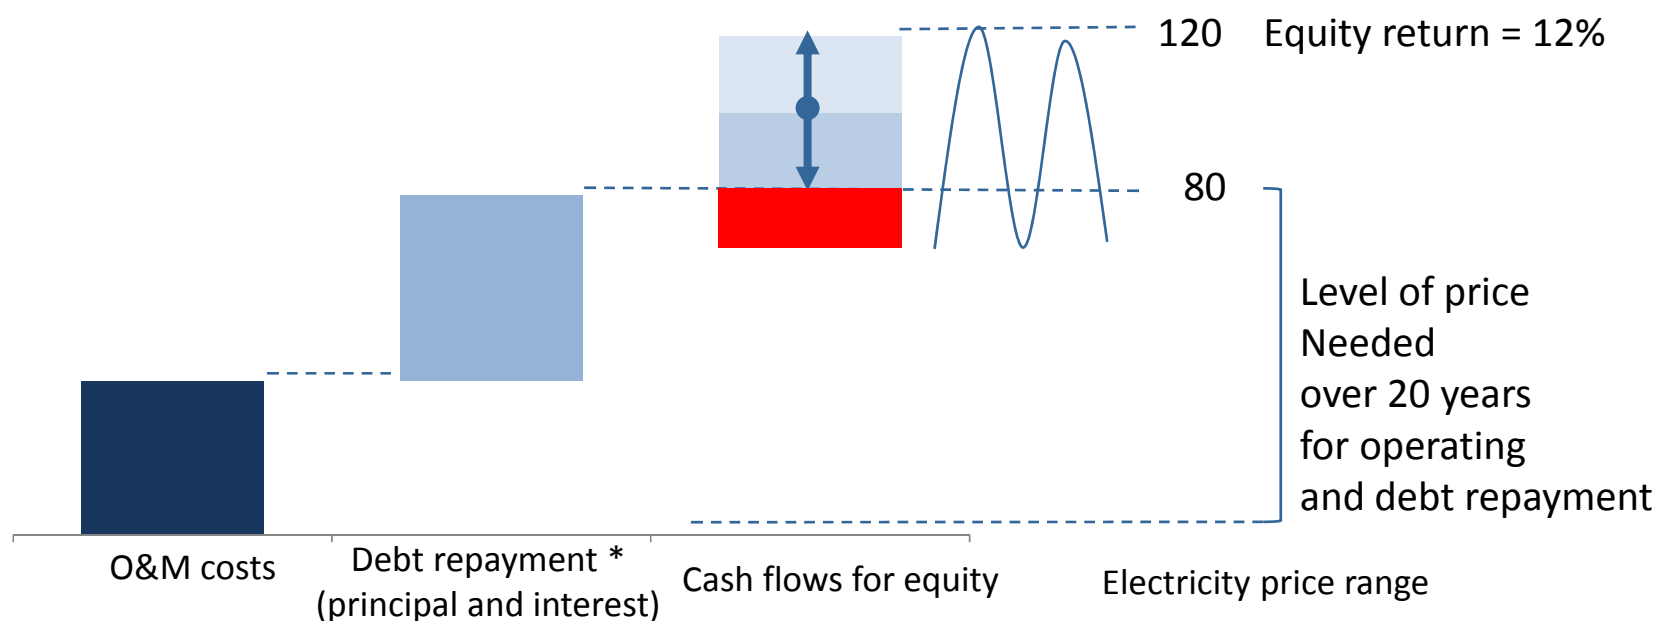 120 Equity return = 12%
80
Level of price
Needed
over 20 years
for operating
and debt repayment
O&M costs
Debt repayment *
(principal and interest)
Cash flows for equity
Electricity price range